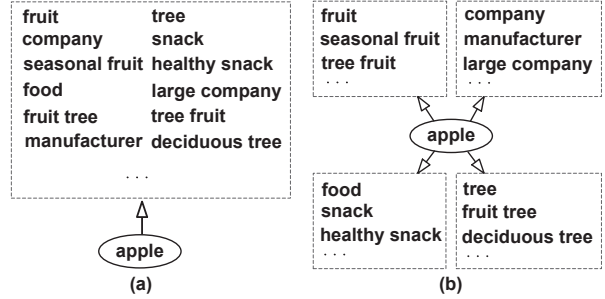 fruit tree
company snack
seasonal fruit healthy snack
food large company
fruit tree tree fruit
manufacturer deciduous tree
. . .
apple
(a)
fruit
seasonal fruit
tree fruit
. . .
company
manufacturer
large company
. . .
apple
food
snack
healthy snack
. . .
tree
fruit tree
deciduous tree
. . .
(b)